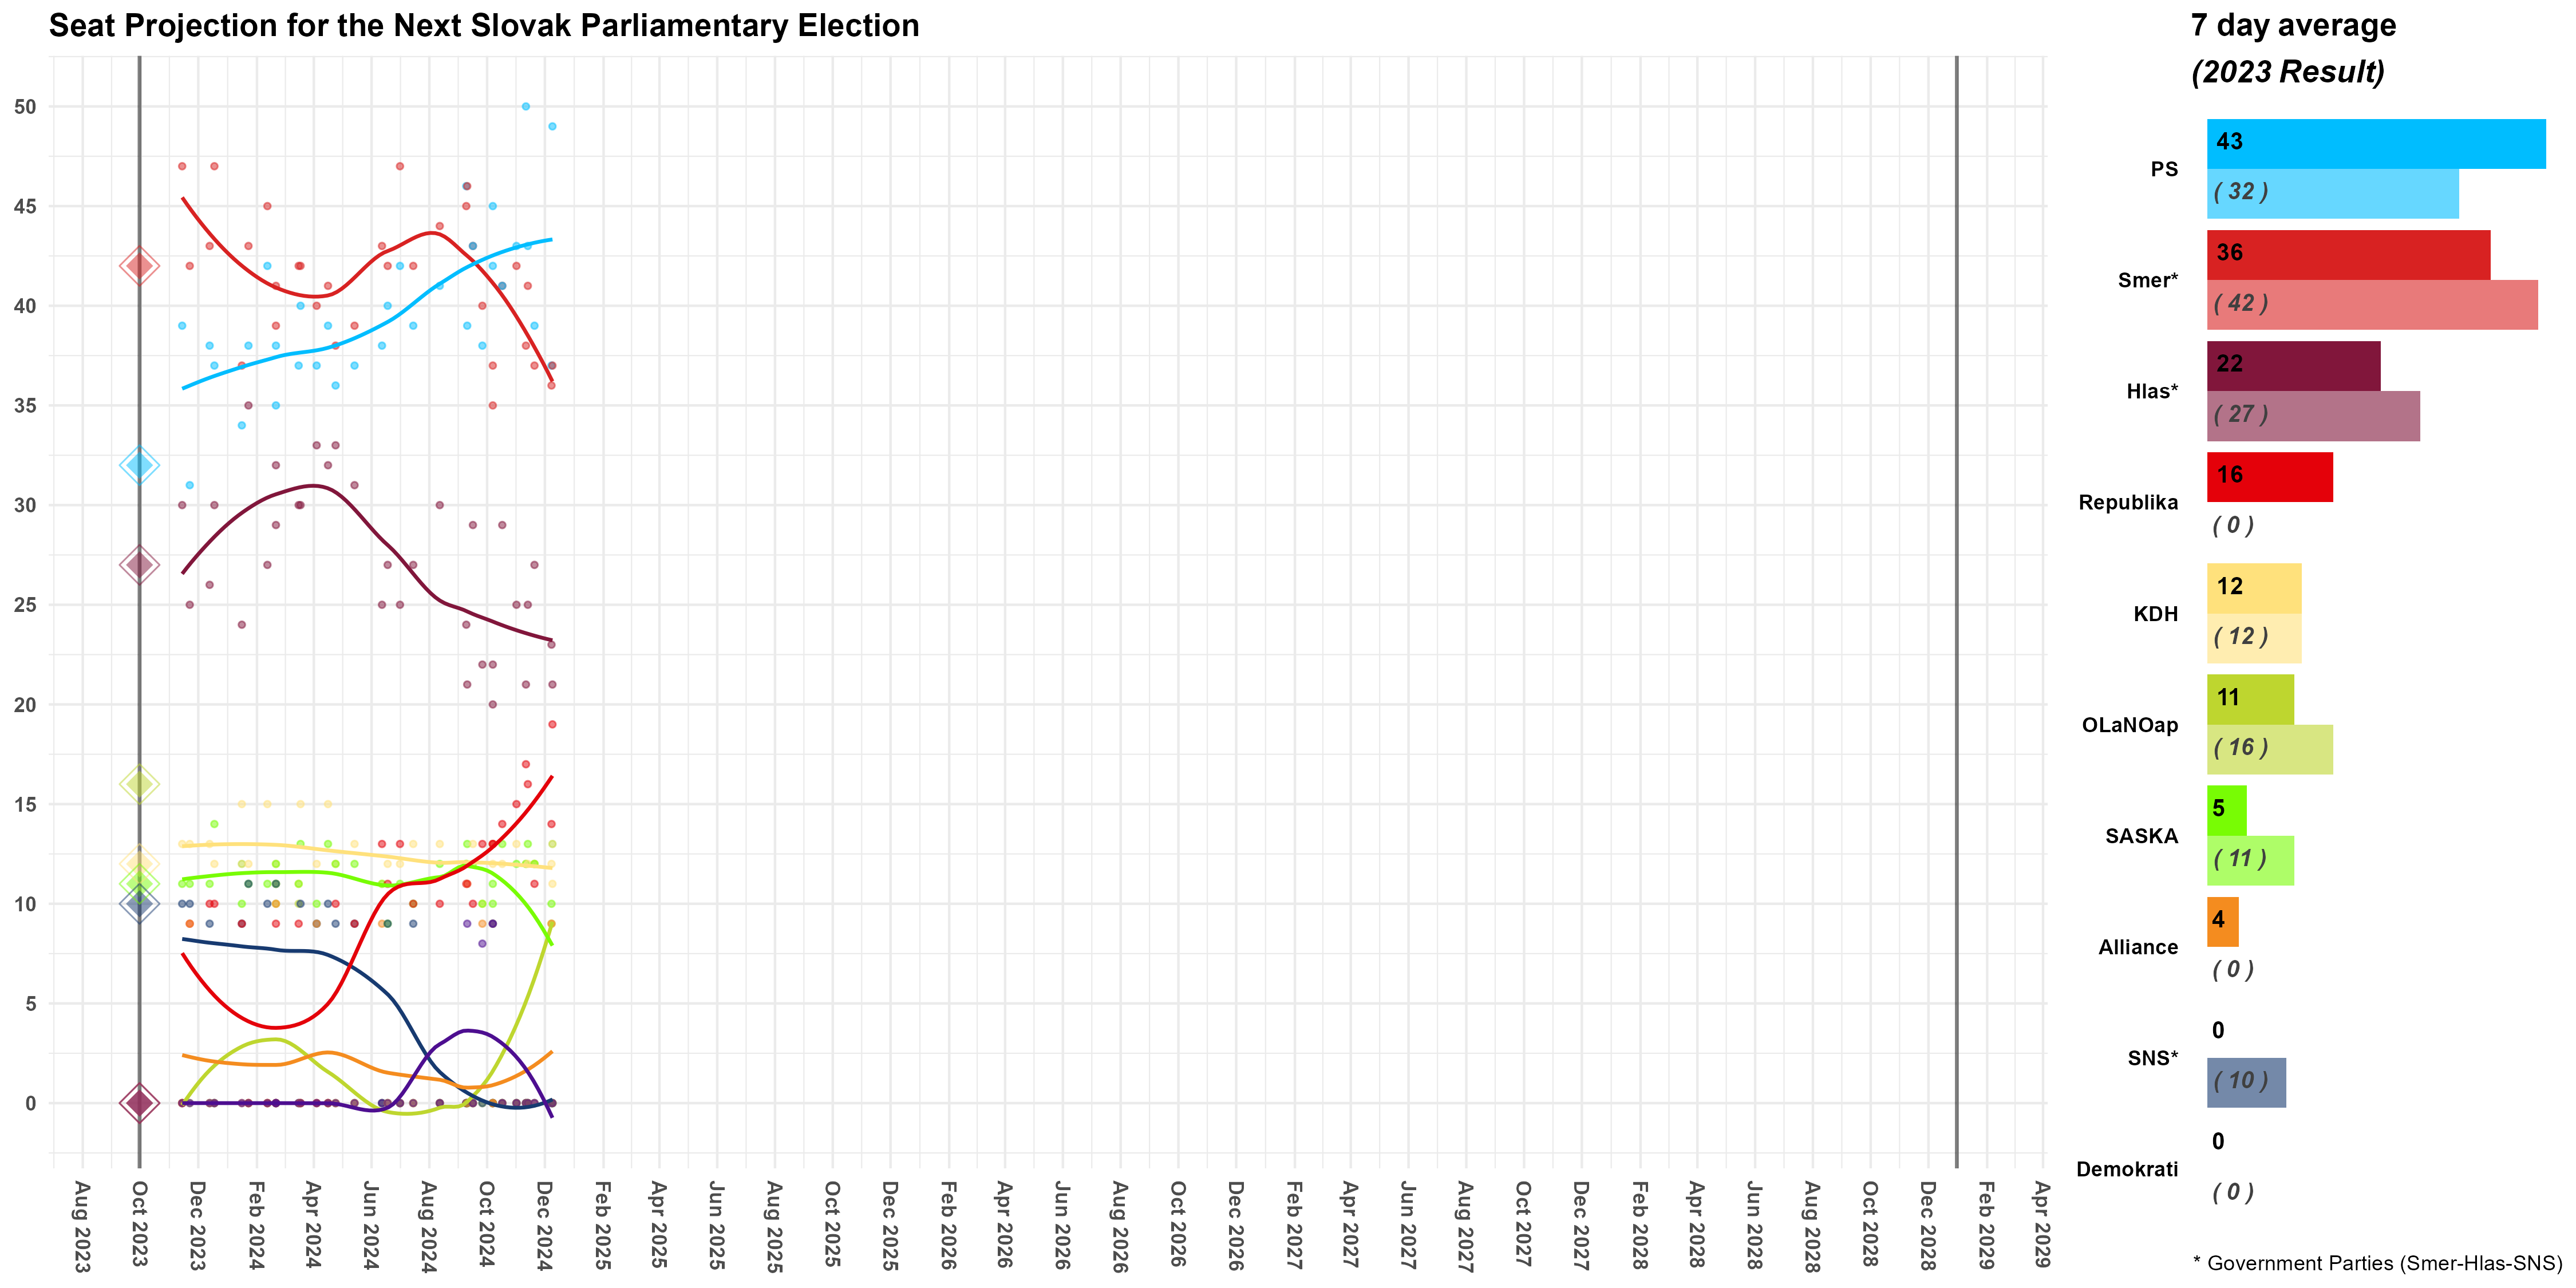 Seat Projection for the Next Slovak Parliamentary Election
7 day average
(2023 Result)
50
45
40
35
30
25
20
15
10
5
0
Aug 2023
Oct 2023
Dec 2023
Feb 2024
Apr 2024
Jun 2024
Aug 2024
Oct 2024
Dec 2024
Feb 2025
Apr 2025
Jun 2025
Aug 2025
Oct 2025
Dec 2025
Feb 2026
Apr 2026
Jun 2026
Aug 2026
Oct 2026
Dec 2026
Feb 2027
Apr 2027
Jun 2027
Aug 2027
Oct 2027
Dec 2027
Feb 2028
Apr 2028
Jun 2028
Aug 2028
Oct 2028
Dec 2028
Feb 2029
Apr 2029
PS
43
( 32 )
Smer*
36
( 42 )
Hlas*
22
( 27 )
Republika
16
( 0 )
KDH
12
( 12 )
OLaNOap
11
( 16 )
SASKA
5
( 11 )
Alliance
4
( 0 )
SNS*
0
( 10 )
Demokrati
0
( 0 )
* Government Parties (Smer-Hlas-SNS)